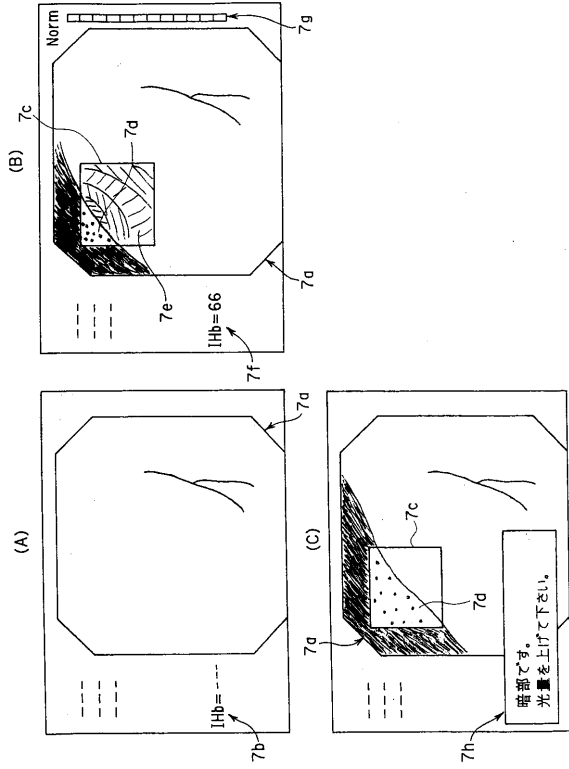 (A)
7a
IHb=---
7b
(B)
Norm
7g
7c
7d
7e
7a
IHb=66
7f
(C)
7a
7c
7d
暗部です。
光量を上げて下さい。
7h